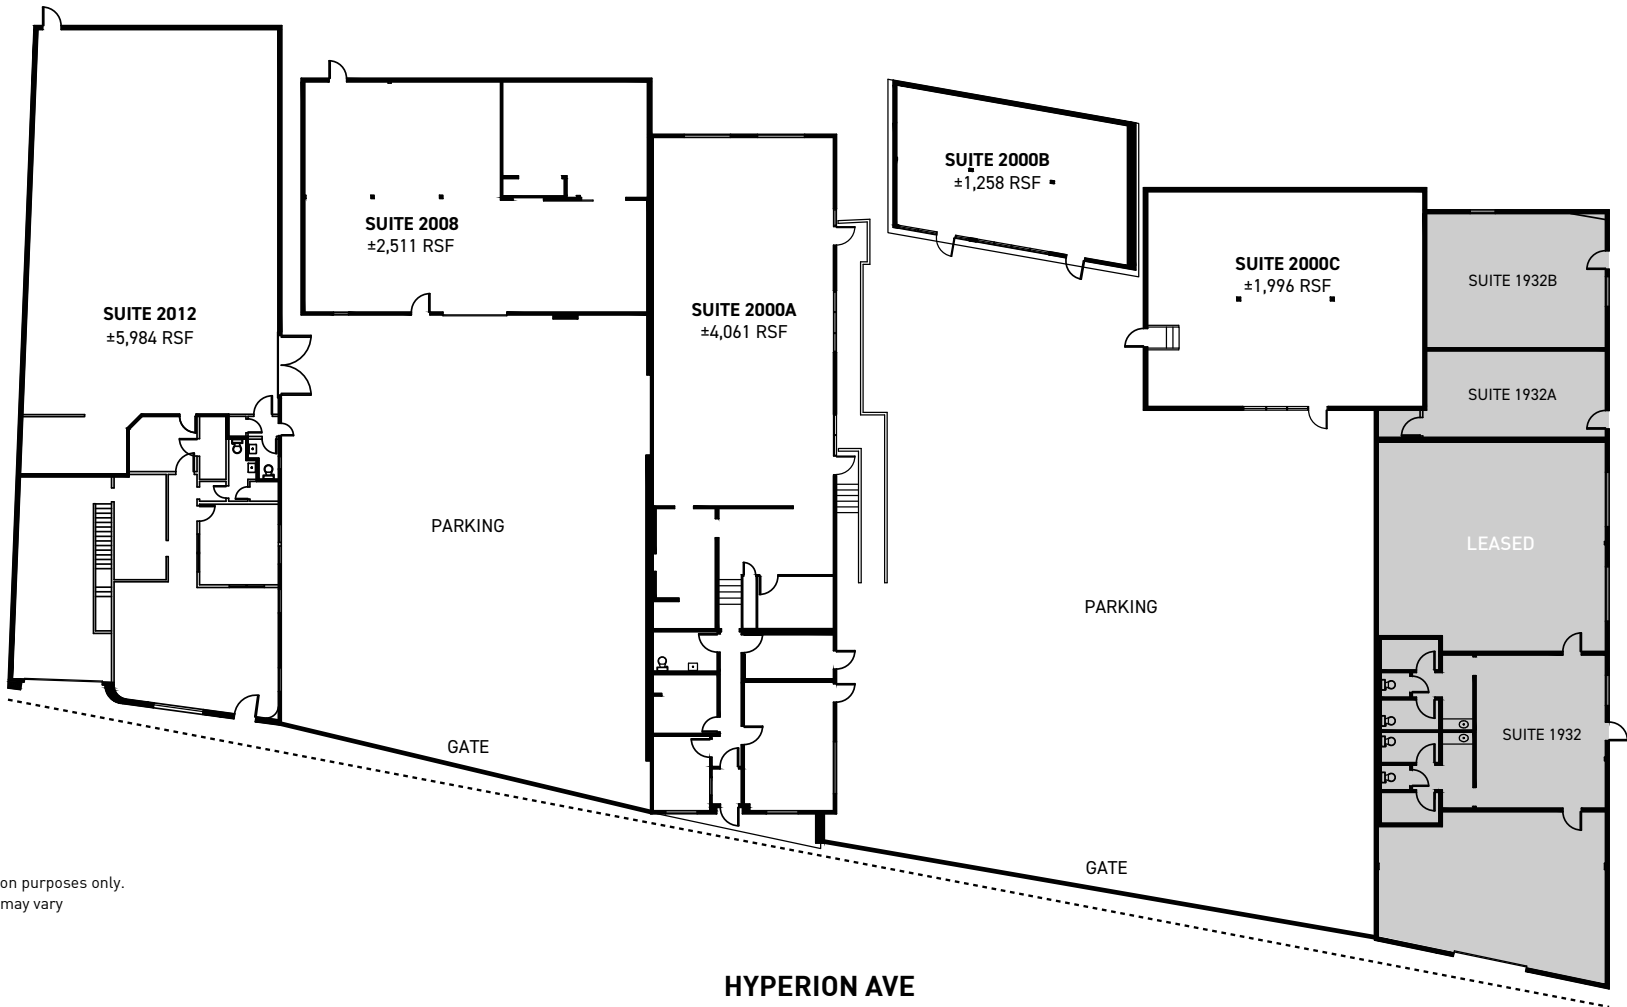 SUITE 2012
±5,984 RSF
SUITE 2008
±2,511 RSF
SUITE 2000A
±4,061 RSF
SUITE 2000B
±1,258 RSF
SUITE 2000C
±1,996 RSF
SUITE 1932B
SUITE 1932A
LEASED
SUITE 1932
PARKING
PARKING
GATE
GATE
on purposes only.
may vary
HYPERION AVE